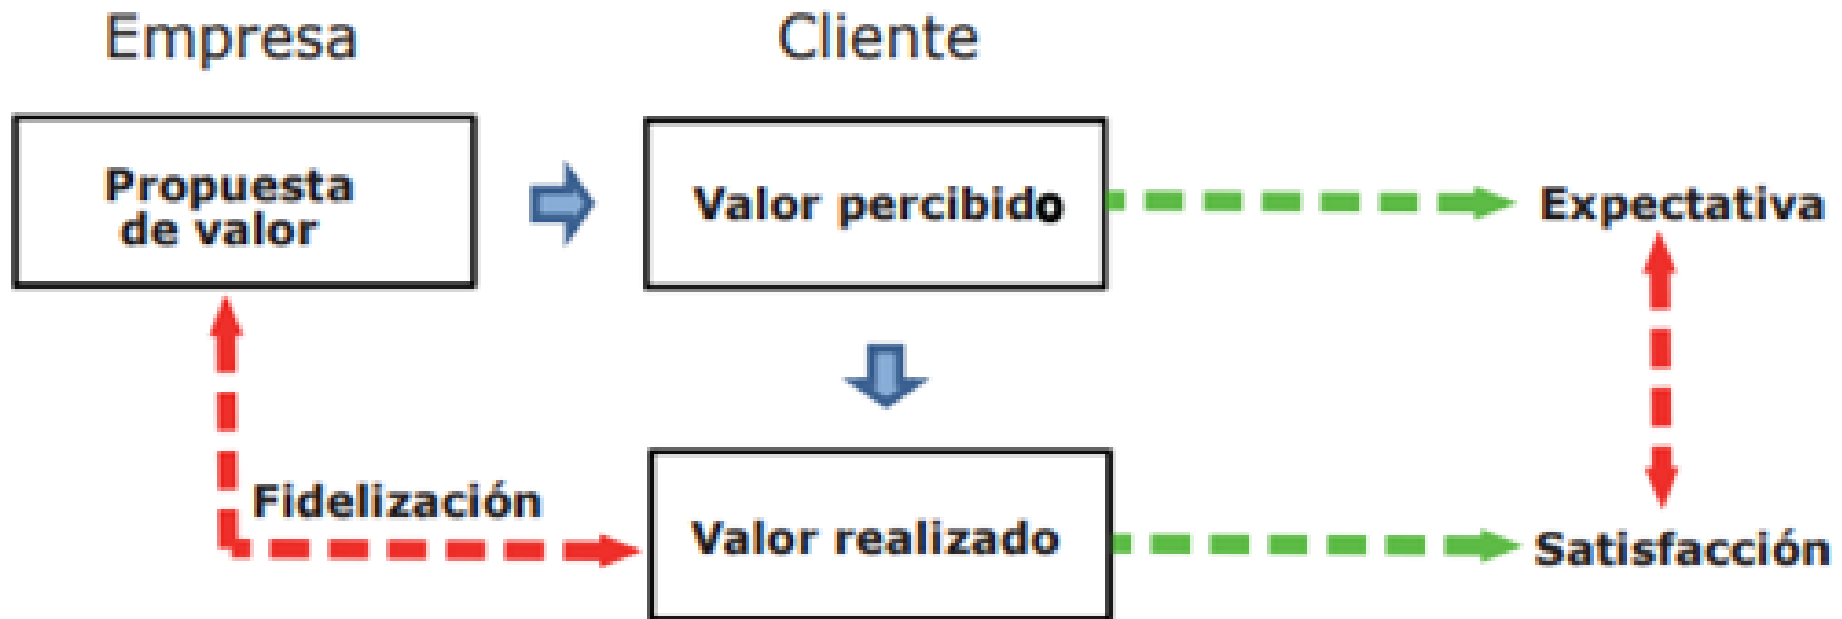 Empresa
Cliente
Propuesta
de valor
Valor percibido
Expectativa
Fidelización
Valor realizado
Satisfacción